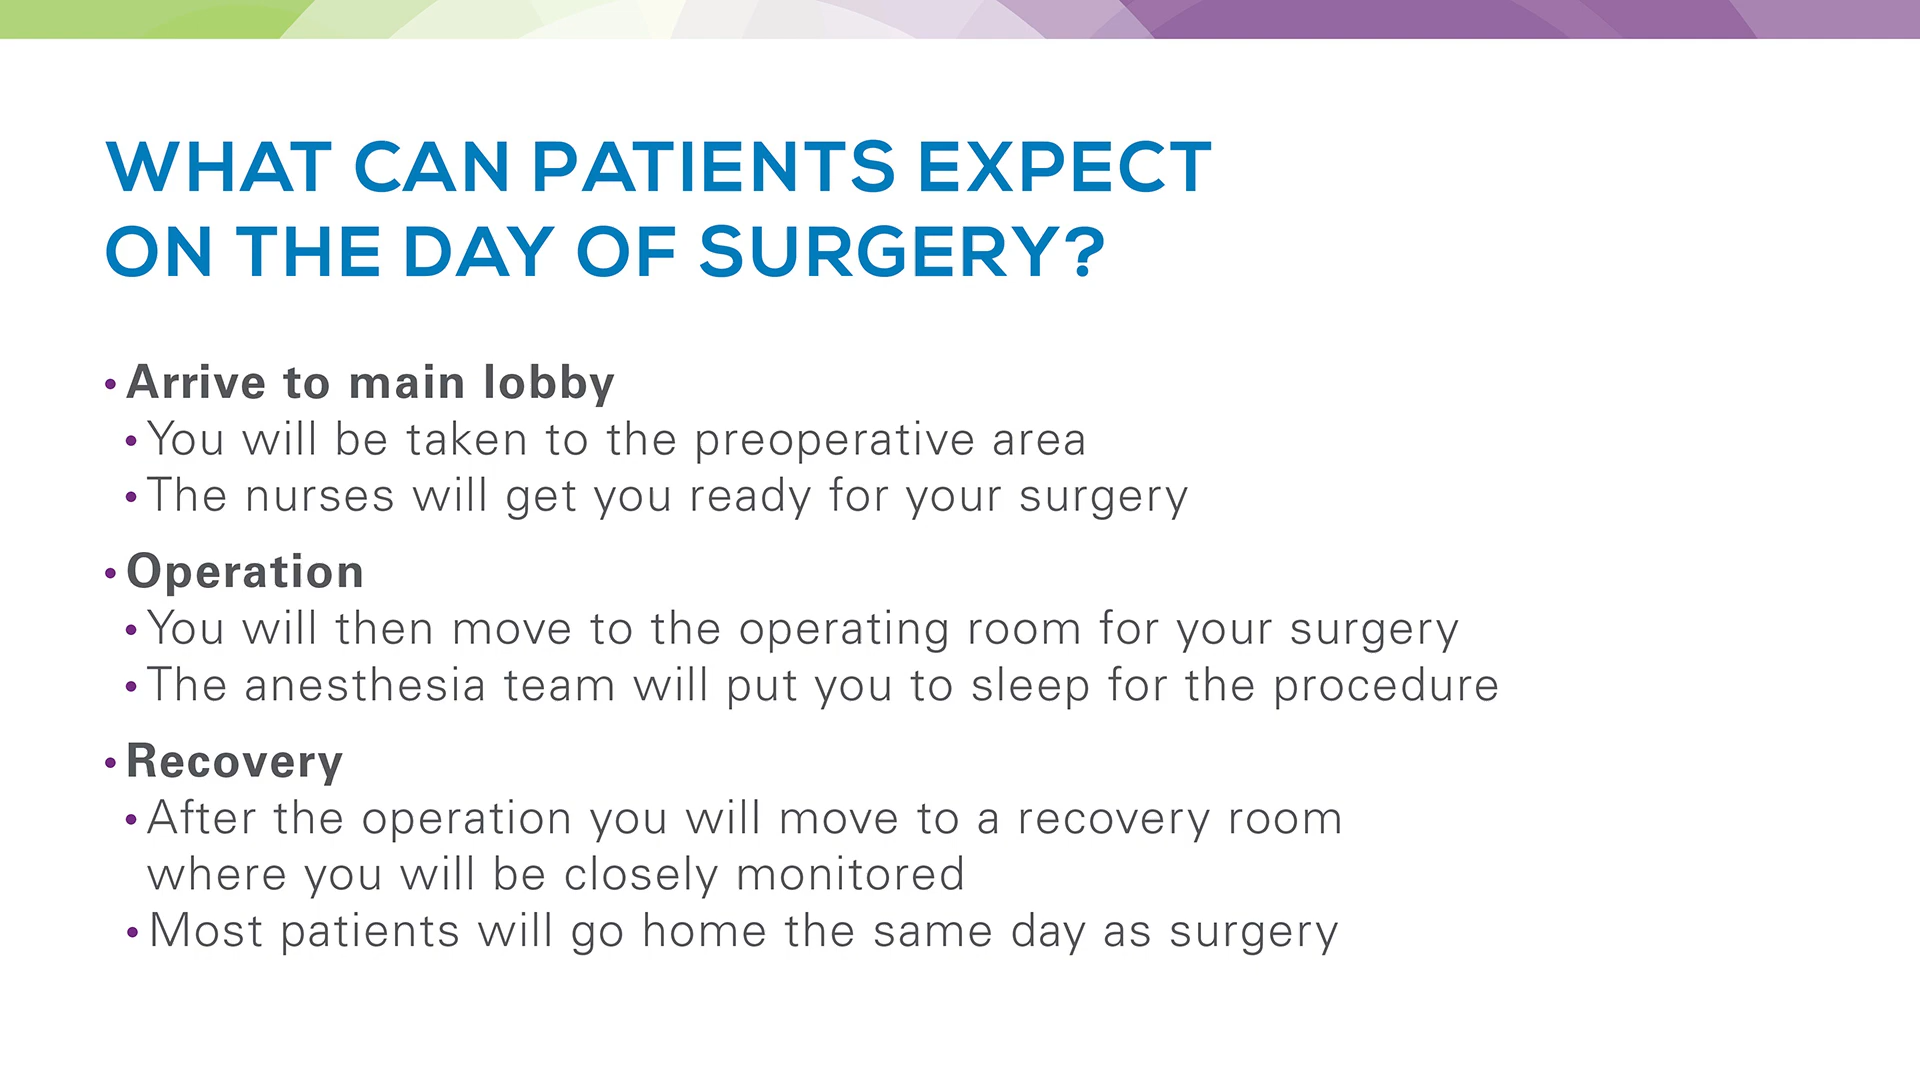 WHAT CAN PATIENTS EXPECT
ON THE DAY OF SURGERY?
• Arrive to main lobby
• You will be taken to the preoperative area
• The nurses will get you ready for your surgery
• Operation
• You will then move to the operating room for your surgery
• The anesthesia team will put you to sleep for the procedure
• Recovery
• After the operation you will move to a recovery room
where you will be closely monitored
• Most patients will go home the same day as surgery